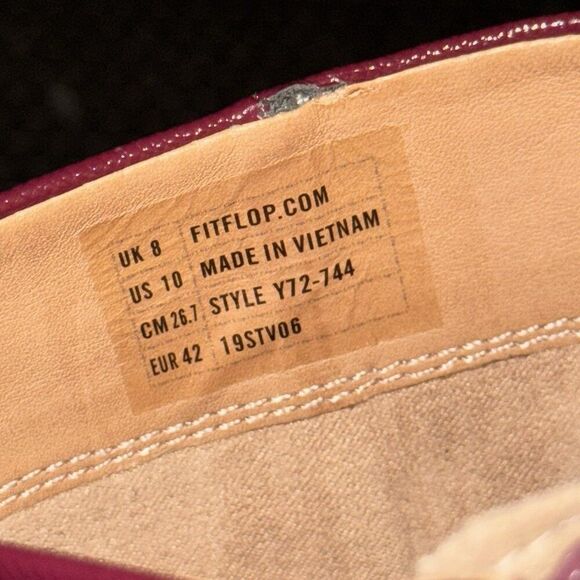 UK 8 FITFLOP.COM
US 10 MADE IN VIETNAM
CM 26.7 STYLE Y72-744
EUR 42 19STV06